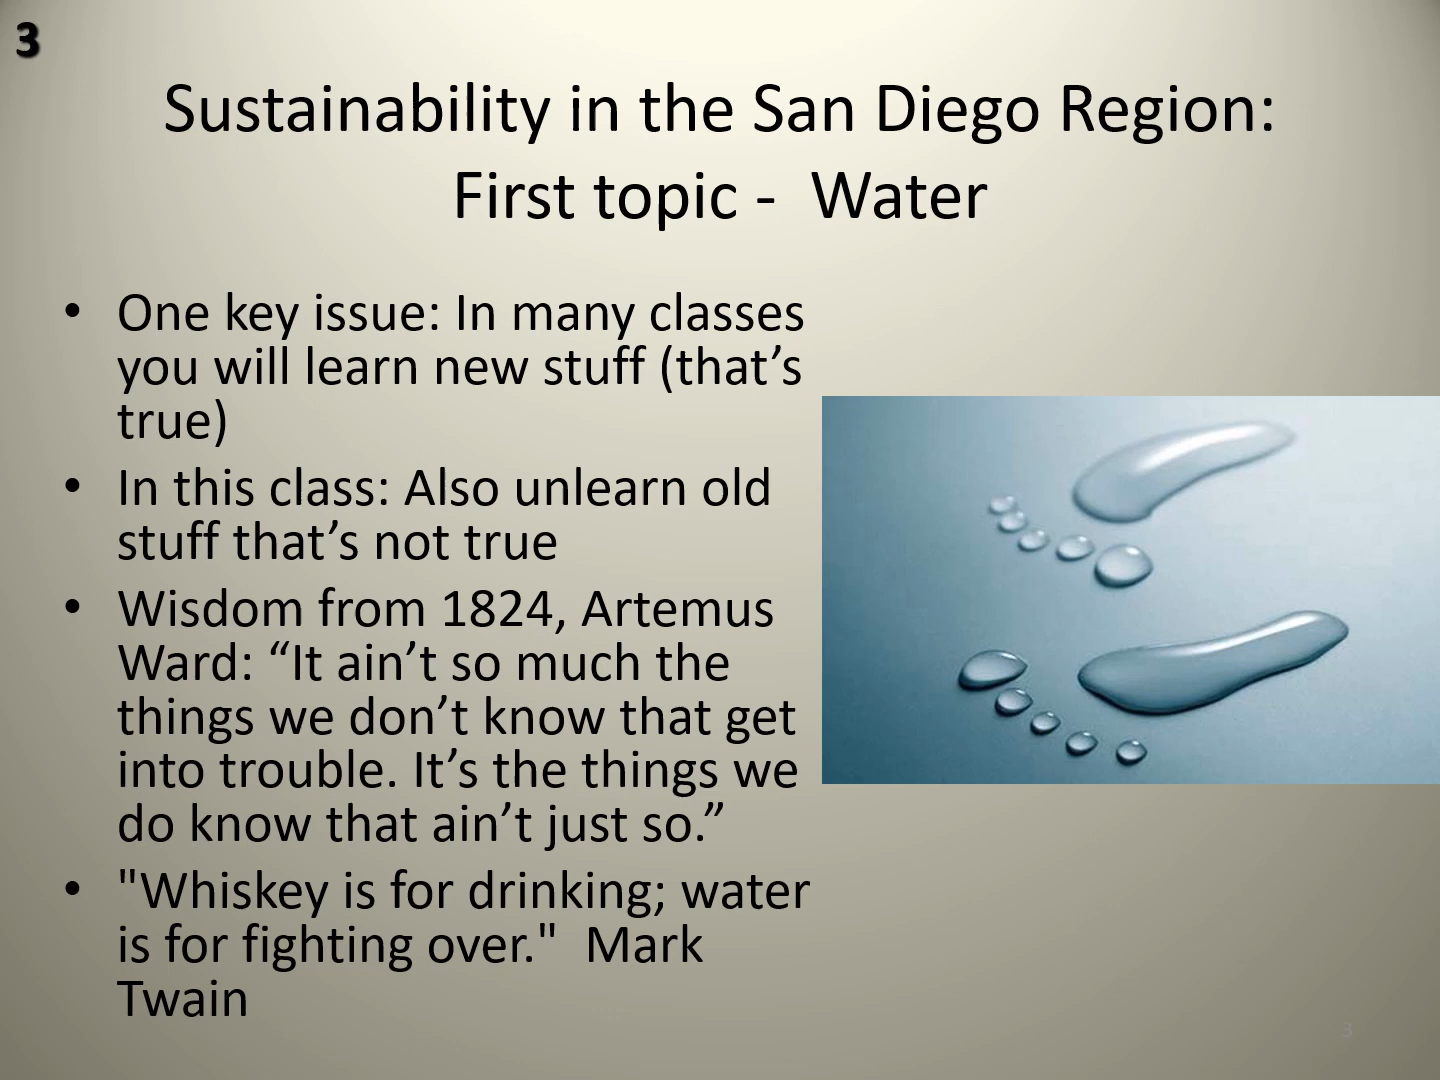 3
Sustainability in the San Diego Region:
First topic -  Water
• One key issue: In many classes
you will learn new stuff (that’s
true)
• In this class: Also unlearn old
stuff that’s not true
• Wisdom from 1824, Artemus
Ward: “It ain’t so much the
things we don’t know that get
into trouble. It’s the things we
do know that ain’t just so.”
• "Whiskey is for drinking; water
is for fighting over."  Mark
Twain
3